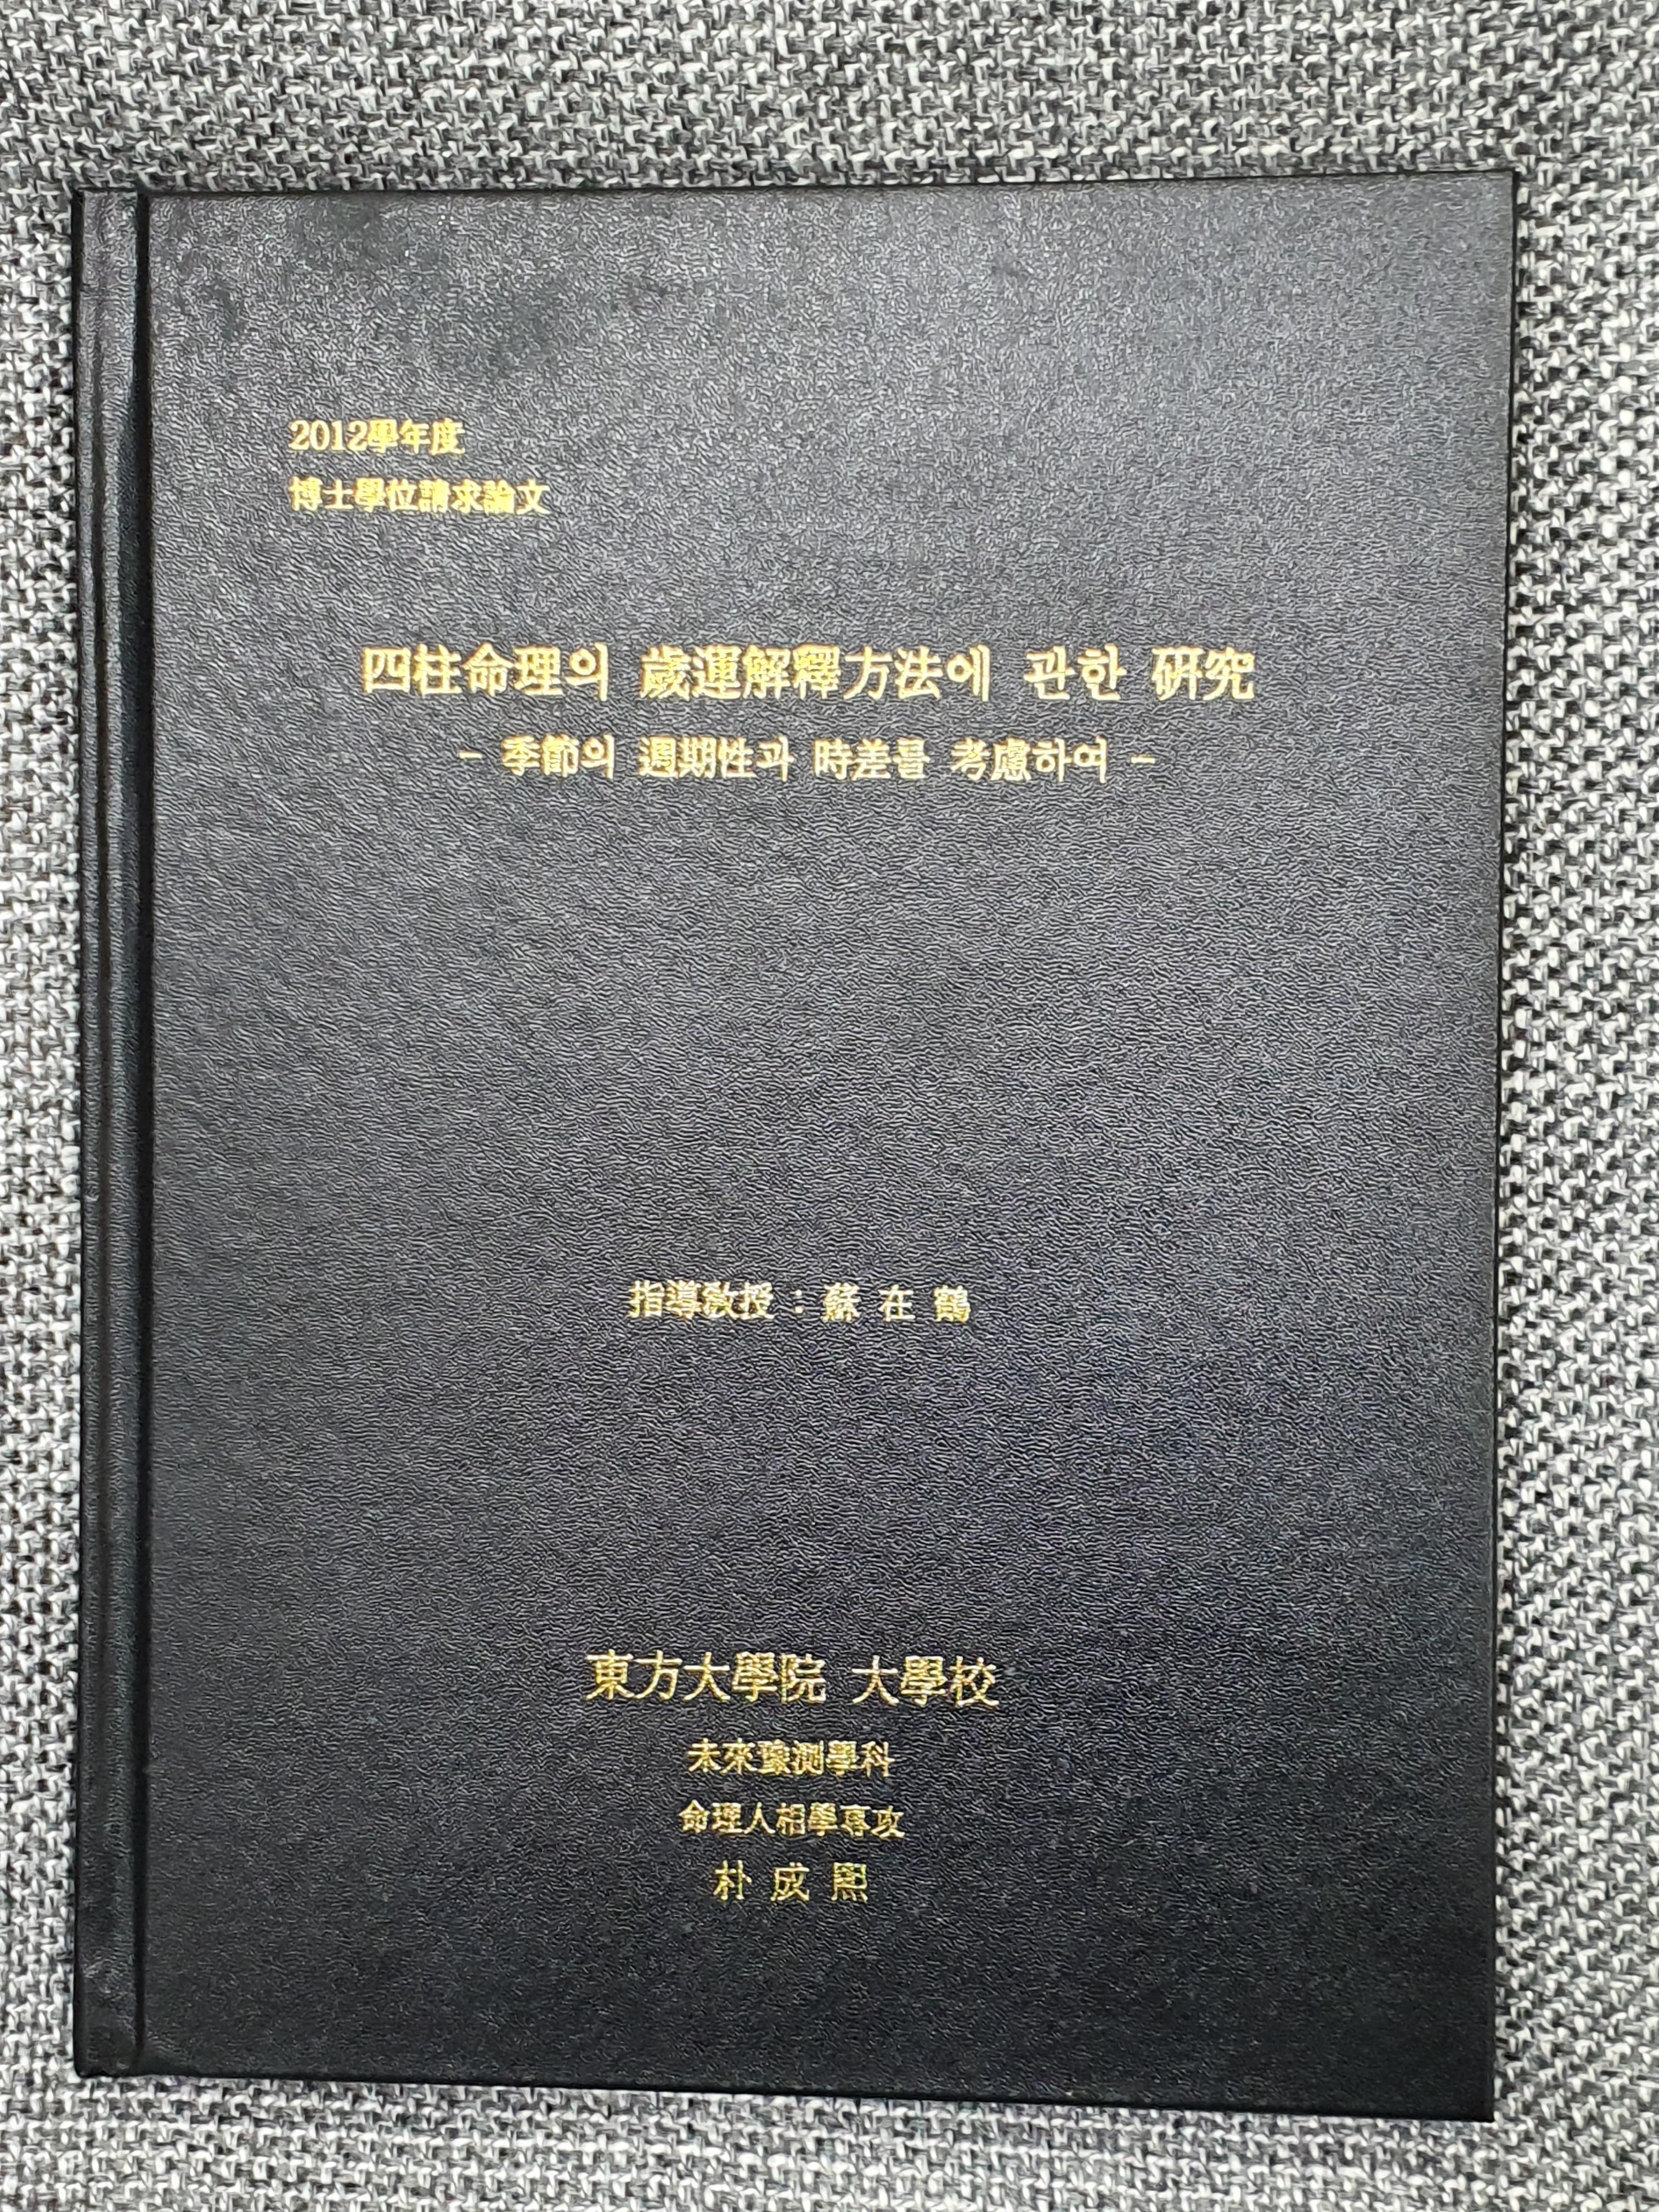 2012學年度
博士學位請求論文
四柱命理의 歲運解釋方法에 관한 硏究
- 季節의 週期性과 時差를 考慮하여 -
指導敎授 : 蘇 在 鶴
東方大學院 大學校
未來豫測學科
命理人相學專攻
朴 成 熙